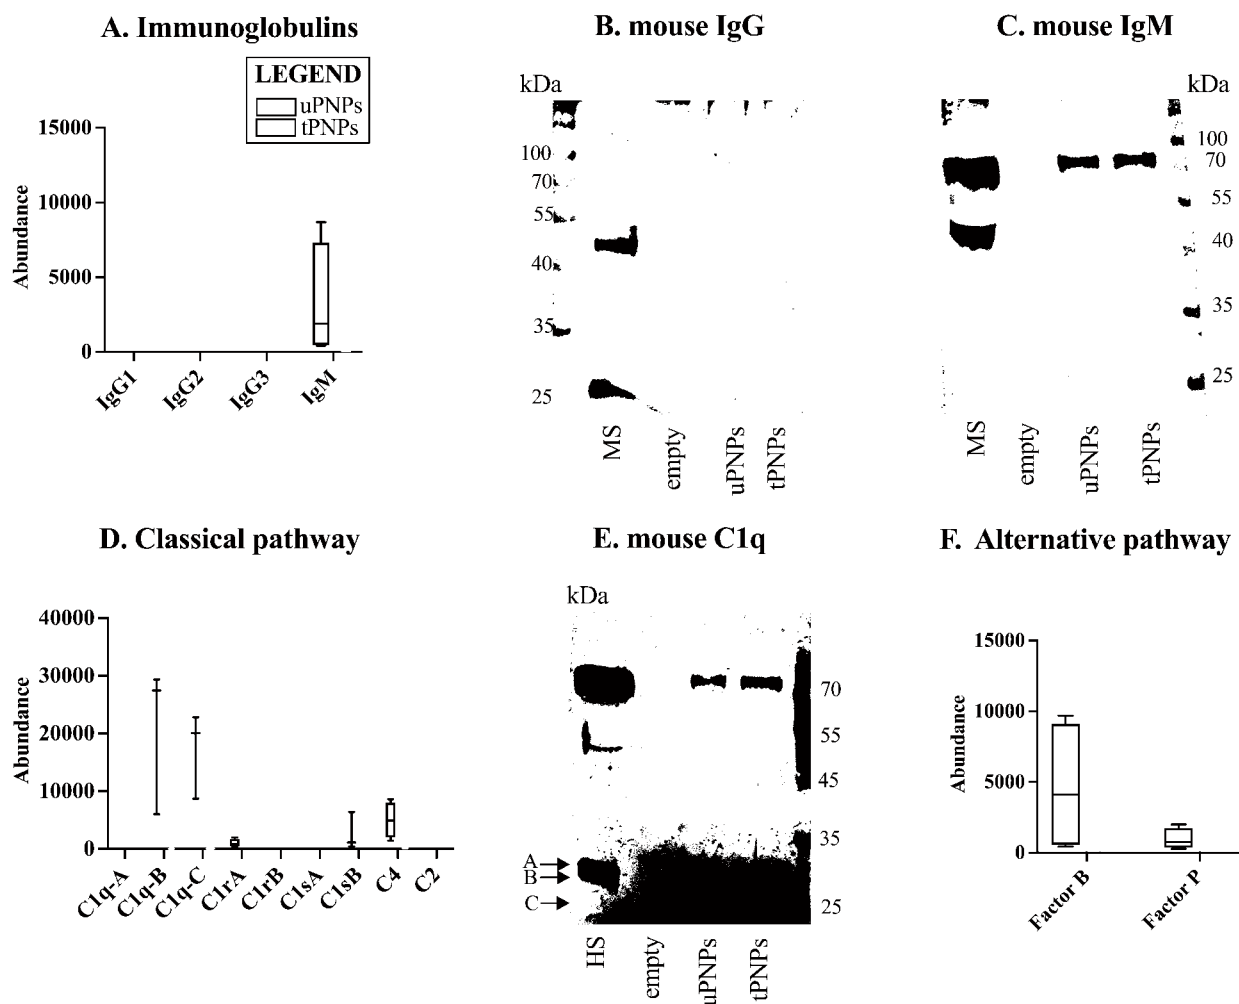 A. Immunoglobulins
LEGEND
uPNPs
tPNPs
15000
10000
5000
0
Abundance
IgG1
IgG2
IgG3
IgM
B. mouse IgG
kDa
100
70
55
40
35
25
MS
empty
uPNPs
tPNPs
C. mouse IgM
kDa
100
70
55
40
35
25
MS
empty
uPNPs
tPNPs
D. Classical pathway
40000
30000
20000
10000
0
Abundance
C1q-A
C1q-B
C1q-C
C1rA
C1rB
C1sA
C1sB
C4
C2
E. mouse C1q
kDa
70
55
45
35
25
A
B
C
HS
empty
uPNPs
tPNPs
F. Alternative pathway
15000
10000
5000
0
Abundance
Factor B
Factor P